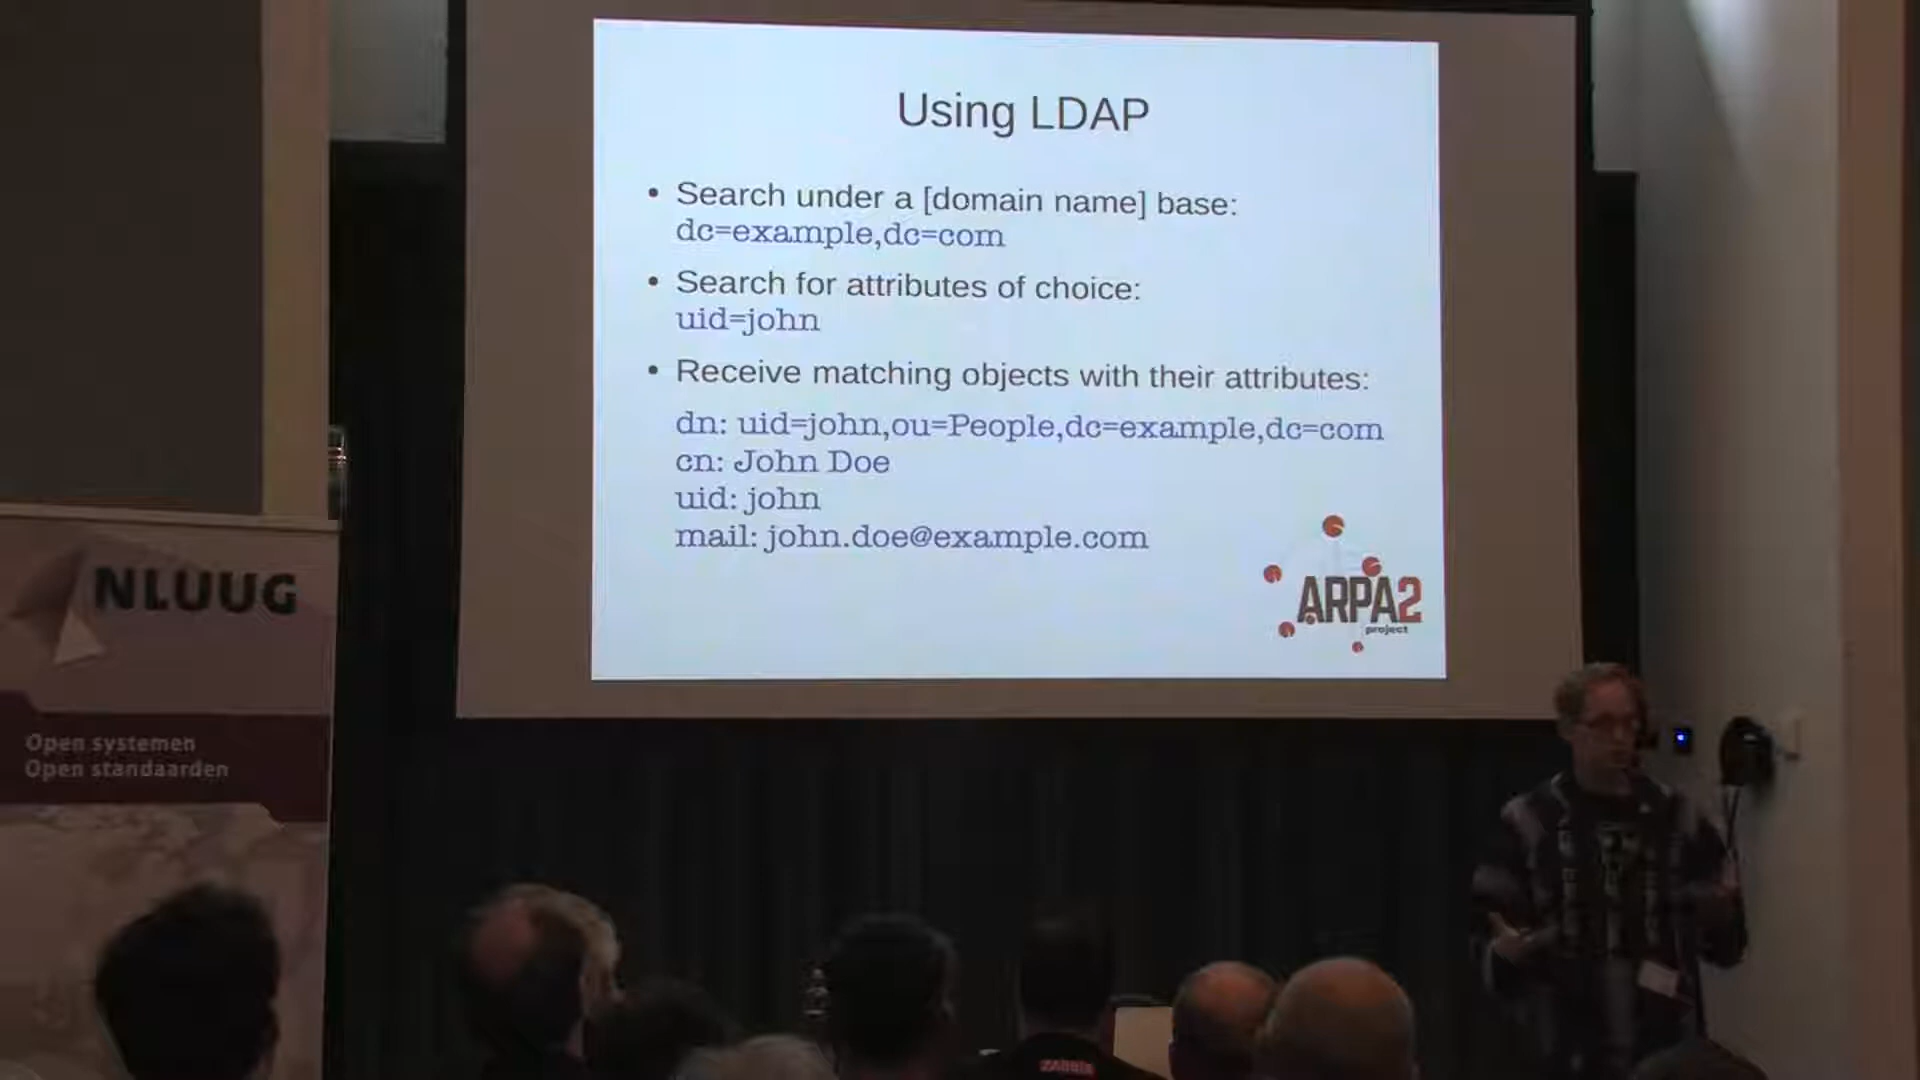 Using LDAP
• Search under a [domain name] base:
dc=example,dc=com
• Search for attributes of choice:
uid=john
• Receive matching objects with their attributes:
dn: uid=john,ou=People,dc=example,dc=com
cn: John Doe
uid: john
mail: john.doe@example.com
ARPA2
project
NLUUG
Open systemen
Open standaarden
ZABBIX